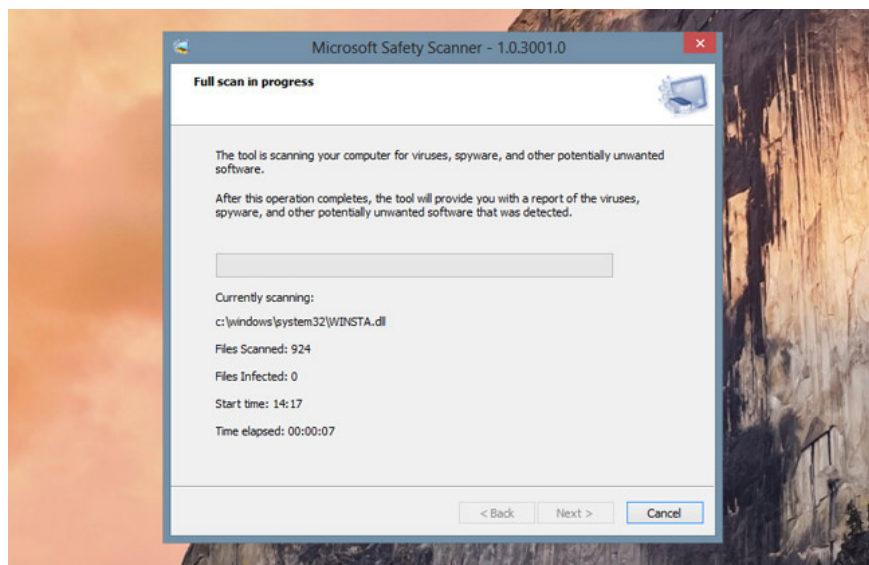 Microsoft Safety Scanner - 1.0.3001.0
Full scan in progress
The tool is scanning your computer for viruses, spyware, and other potentially unwanted
software.
After this operation completes, the tool will provide you with a report of the viruses,
spyware, and other potentially unwanted software that was detected.
Currently scanning:
c:\windows\system32\WINSTA.dll
Files Scanned: 924
Files Infected: 0
Start time: 14:17
Time elapsed: 00:00:07
< Back Next > Cancel